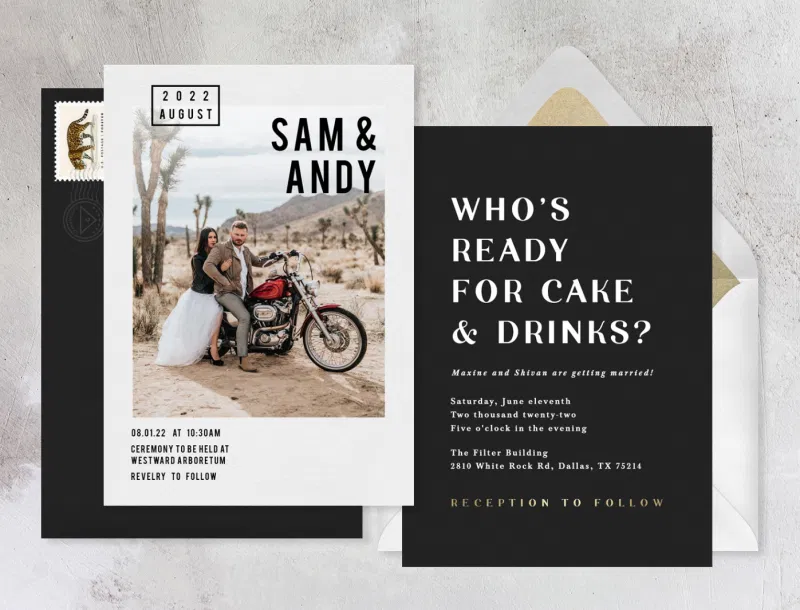 2022
AUGUST
SAM &
ANDY
08.01.22 AT 10:30AM
CEREMONY TO BE HELD AT
WESTWARD ARBORETUM
REVELRY TO FOLLOW
WHO'S
READY
FOR CAKE
& DRINKS?
Maxine and Shivan are getting married!
Saturday, June eleventh
Two thousand twenty-two
Five o'clock in the evening
The Filter Building
2810 White Rock Rd, Dallas, TX 75214
RECEPTION TO FOLLOW